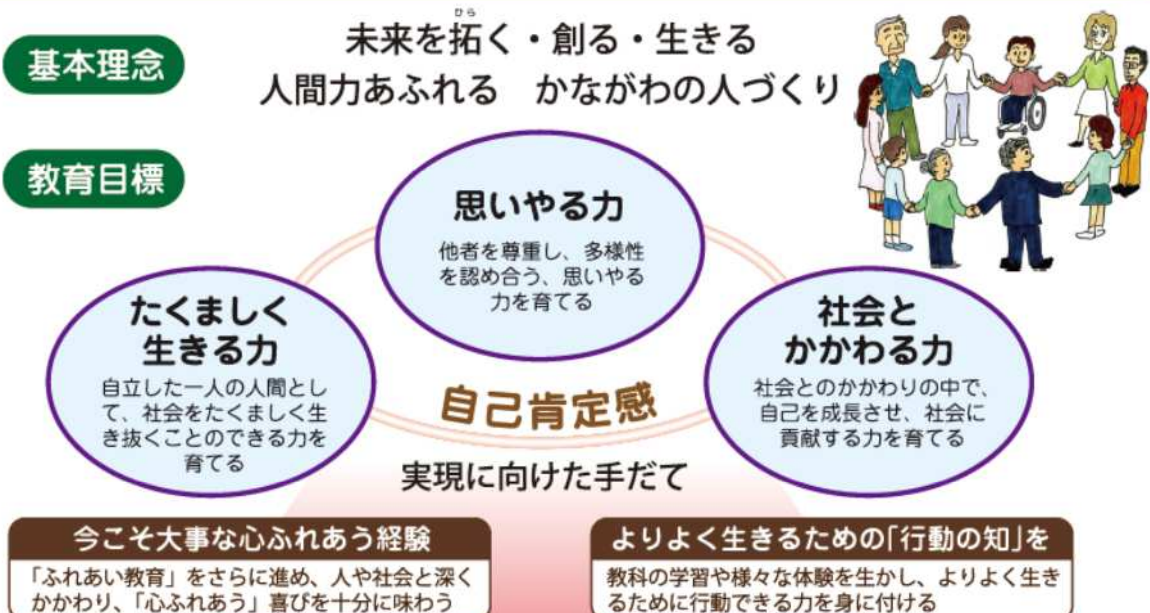 基本理念
ひら
未来を拓く・創る・生きる
人間力あふれる　かながわの人づくり
教育目標
思いやる力
他者を尊重し、多様性
を認め合う、思いやる
力を育てる
たくましく
生きる力
自立した一人の人間とし
て、社会をたくましく生
き抜くことのできる力を
育てる
社会と
かかわる力
社会とのかかわりの中で、
自己を成長させ、社会に
貢献する力を育てる
自己肯定感
実現に向けた手だて
今こそ大事な心ふれあう経験
「ふれあい教育」をさらに進め、人や社会と深く
かかわり、「心ふれあう」喜びを十分に味わう
よりよく生きるための「行動の知」を
教科の学習や様々な体験を生かし、よりよく生き
るために行動できる力を身に付ける